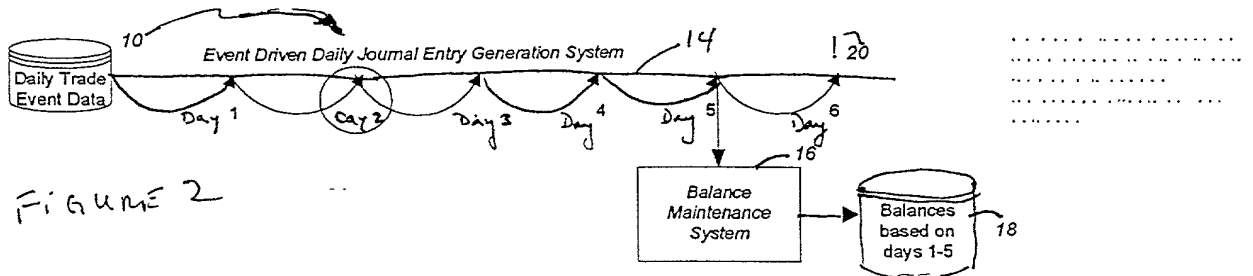 10
Event Driven Daily Journal Entry Generation System
14
20
Daily Trade
Event Data
Day 1
Day 2
Day 3
Day 4
Day 5
Day 6
16
FIGURE 2
Balance
Maintenance
System
Balances
based on
days 1-5
18